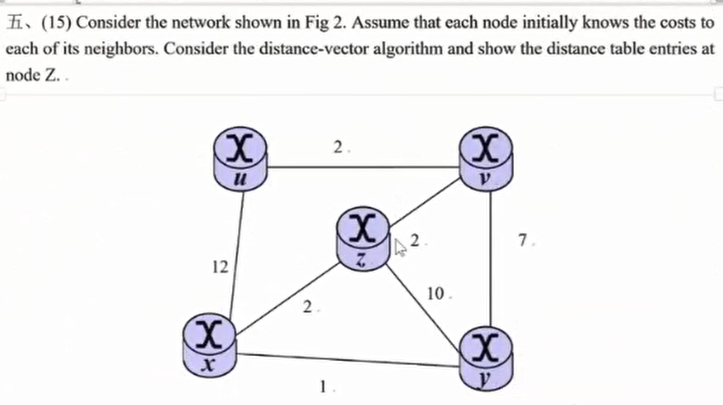 五、(15) Consider the network shown in Fig 2. Assume that each node initially knows the costs to
each of its neighbors. Consider the distance-vector algorithm and show the distance table entries at
node Z.
2
X
u
X
v
X
z
2
7
12
10
2
X
x
X
y
1